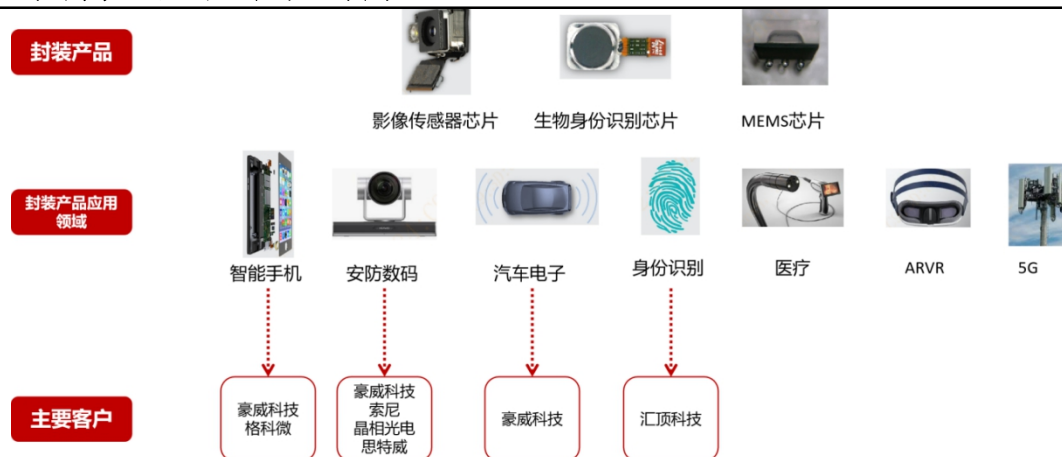 封装产品
影像传感器芯片
生物身份识别芯片
MEMS芯片
封装产品应用
领域
智能手机
安防数码
汽车电子
身份识别
医疗
ARVR
5G
主要客户
豪威科技
格科微
豪威科技
索尼
晶相光电
思特威
豪威科技
汇顶科技